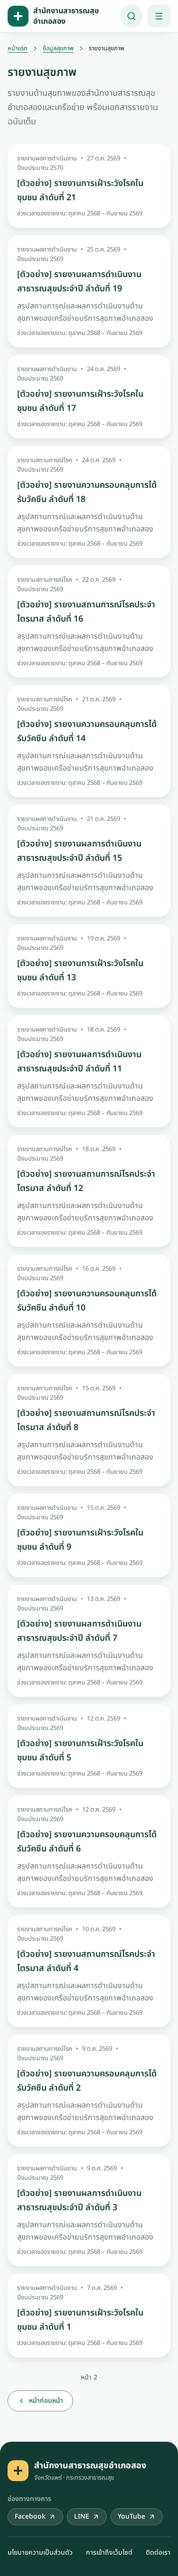 สำนักงานสาธารณสุข
อำเภอสอง
หน้าแรก > ข้อมูลสุขภาพ > รายงานสุขภาพ
รายงานสุขภาพ
รายงานด้านสุขภาพของสำนักงานสาธารณสุข
อำเภอสองและเครือข่าย พร้อมเอกสารรายงาน
ฉบับเต็ม
รายงานผลการดำเนินงาน • 27 ต.ค. 2569 •
ปีงบประมาณ 2570
[ตัวอย่าง] รายงานการเฝ้าระวังโรคใน
ชุมชน ลำดับที่ 21
ช่วงเวลาของรายงาน: ตุลาคม 2568 – กันยายน 2569
รายงานผลการดำเนินงาน • 25 ต.ค. 2569 •
ปีงบประมาณ 2569
[ตัวอย่าง] รายงานผลการดำเนินงาน
สาธารณสุขประจำปี ลำดับที่ 19
สรุปสถานการณ์และผลการดำเนินงานด้าน
สุขภาพของเครือข่ายบริการสุขภาพอำเภอสอง
ช่วงเวลาของรายงาน: ตุลาคม 2568 – กันยายน 2569
รายงานผลการดำเนินงาน • 24 ต.ค. 2569 •
ปีงบประมาณ 2569
[ตัวอย่าง] รายงานการเฝ้าระวังโรคใน
ชุมชน ลำดับที่ 17
ช่วงเวลาของรายงาน: ตุลาคม 2568 – กันยายน 2569
รายงานสถานการณ์โรค • 24 ต.ค. 2569 •
ปีงบประมาณ 2569
[ตัวอย่าง] รายงานความครอบคลุมการได้
รับวัคซีน ลำดับที่ 18
สรุปสถานการณ์และผลการดำเนินงานด้าน
สุขภาพของเครือข่ายบริการสุขภาพอำเภอสอง
ช่วงเวลาของรายงาน: ตุลาคม 2568 – กันยายน 2569
รายงานสถานการณ์โรค • 22 ต.ค. 2569 •
ปีงบประมาณ 2569
[ตัวอย่าง] รายงานสถานการณ์โรคประจำ
ไตรมาส ลำดับที่ 16
สรุปสถานการณ์และผลการดำเนินงานด้าน
สุขภาพของเครือข่ายบริการสุขภาพอำเภอสอง
ช่วงเวลาของรายงาน: ตุลาคม 2568 – กันยายน 2569
รายงานสถานการณ์โรค • 21 ต.ค. 2569 •
ปีงบประมาณ 2569
[ตัวอย่าง] รายงานความครอบคลุมการได้
รับวัคซีน ลำดับที่ 14
สรุปสถานการณ์และผลการดำเนินงานด้าน
สุขภาพของเครือข่ายบริการสุขภาพอำเภอสอง
ช่วงเวลาของรายงาน: ตุลาคม 2568 – กันยายน 2569
รายงานผลการดำเนินงาน • 21 ต.ค. 2569 •
ปีงบประมาณ 2569
[ตัวอย่าง] รายงานผลการดำเนินงาน
สาธารณสุขประจำปี ลำดับที่ 15
สรุปสถานการณ์และผลการดำเนินงานด้าน
สุขภาพของเครือข่ายบริการสุขภาพอำเภอสอง
ช่วงเวลาของรายงาน: ตุลาคม 2568 – กันยายน 2569
รายงานผลการดำเนินงาน • 19 ต.ค. 2569 •
ปีงบประมาณ 2569
[ตัวอย่าง] รายงานการเฝ้าระวังโรคใน
ชุมชน ลำดับที่ 13
ช่วงเวลาของรายงาน: ตุลาคม 2568 – กันยายน 2569
รายงานผลการดำเนินงาน • 18 ต.ค. 2569 •
ปีงบประมาณ 2569
[ตัวอย่าง] รายงานผลการดำเนินงาน
สาธารณสุขประจำปี ลำดับที่ 11
สรุปสถานการณ์และผลการดำเนินงานด้าน
สุขภาพของเครือข่ายบริการสุขภาพอำเภอสอง
ช่วงเวลาของรายงาน: ตุลาคม 2568 – กันยายน 2569
รายงานสถานการณ์โรค • 18 ต.ค. 2569 •
ปีงบประมาณ 2569
[ตัวอย่าง] รายงานสถานการณ์โรคประจำ
ไตรมาส ลำดับที่ 12
สรุปสถานการณ์และผลการดำเนินงานด้าน
สุขภาพของเครือข่ายบริการสุขภาพอำเภอสอง
ช่วงเวลาของรายงาน: ตุลาคม 2568 – กันยายน 2569
รายงานสถานการณ์โรค • 16 ต.ค. 2569 •
ปีงบประมาณ 2569
[ตัวอย่าง] รายงานความครอบคลุมการได้
รับวัคซีน ลำดับที่ 10
สรุปสถานการณ์และผลการดำเนินงานด้าน
สุขภาพของเครือข่ายบริการสุขภาพอำเภอสอง
ช่วงเวลาของรายงาน: ตุลาคม 2568 – กันยายน 2569
รายงานสถานการณ์โรค • 15 ต.ค. 2569 •
ปีงบประมาณ 2569
[ตัวอย่าง] รายงานสถานการณ์โรคประจำ
ไตรมาส ลำดับที่ 8
สรุปสถานการณ์และผลการดำเนินงานด้าน
สุขภาพของเครือข่ายบริการสุขภาพอำเภอสอง
ช่วงเวลาของรายงาน: ตุลาคม 2568 – กันยายน 2569
รายงานผลการดำเนินงาน • 15 ต.ค. 2569 •
ปีงบประมาณ 2569
[ตัวอย่าง] รายงานการเฝ้าระวังโรคใน
ชุมชน ลำดับที่ 9
ช่วงเวลาของรายงาน: ตุลาคม 2568 – กันยายน 2569
รายงานผลการดำเนินงาน • 13 ต.ค. 2569 •
ปีงบประมาณ 2569
[ตัวอย่าง] รายงานผลการดำเนินงาน
สาธารณสุขประจำปี ลำดับที่ 7
สรุปสถานการณ์และผลการดำเนินงานด้าน
สุขภาพของเครือข่ายบริการสุขภาพอำเภอสอง
ช่วงเวลาของรายงาน: ตุลาคม 2568 – กันยายน 2569
รายงานผลการดำเนินงาน • 12 ต.ค. 2569 •
ปีงบประมาณ 2569
[ตัวอย่าง] รายงานการเฝ้าระวังโรคใน
ชุมชน ลำดับที่ 5
ช่วงเวลาของรายงาน: ตุลาคม 2568 – กันยายน 2569
รายงานสถานการณ์โรค • 12 ต.ค. 2569 •
ปีงบประมาณ 2569
[ตัวอย่าง] รายงานความครอบคลุมการได้
รับวัคซีน ลำดับที่ 6
สรุปสถานการณ์และผลการดำเนินงานด้าน
สุขภาพของเครือข่ายบริการสุขภาพอำเภอสอง
ช่วงเวลาของรายงาน: ตุลาคม 2568 – กันยายน 2569
รายงานสถานการณ์โรค • 10 ต.ค. 2569 •
ปีงบประมาณ 2569
[ตัวอย่าง] รายงานสถานการณ์โรคประจำ
ไตรมาส ลำดับที่ 4
สรุปสถานการณ์และผลการดำเนินงานด้าน
สุขภาพของเครือข่ายบริการสุขภาพอำเภอสอง
ช่วงเวลาของรายงาน: ตุลาคม 2568 – กันยายน 2569
รายงานสถานการณ์โรค • 9 ต.ค. 2569 •
ปีงบประมาณ 2569
[ตัวอย่าง] รายงานความครอบคลุมการได้
รับวัคซีน ลำดับที่ 2
สรุปสถานการณ์และผลการดำเนินงานด้าน
สุขภาพของเครือข่ายบริการสุขภาพอำเภอสอง
ช่วงเวลาของรายงาน: ตุลาคม 2568 – กันยายน 2569
รายงานผลการดำเนินงาน • 9 ต.ค. 2569 •
ปีงบประมาณ 2569
[ตัวอย่าง] รายงานผลการดำเนินงาน
สาธารณสุขประจำปี ลำดับที่ 3
สรุปสถานการณ์และผลการดำเนินงานด้าน
สุขภาพของเครือข่ายบริการสุขภาพอำเภอสอง
ช่วงเวลาของรายงาน: ตุลาคม 2568 – กันยายน 2569
รายงานผลการดำเนินงาน • 7 ต.ค. 2569 •
ปีงบประมาณ 2569
[ตัวอย่าง] รายงานการเฝ้าระวังโรคใน
ชุมชน ลำดับที่ 1
ช่วงเวลาของรายงาน: ตุลาคม 2568 – กันยายน 2569
หน้า 2
หน้าก่อนหน้า
สำนักงานสาธารณสุขอำเภอสอง
จังหวัดแพร่ · กระทรวงสาธารณสุข
ช่องทางทางการ
Facebook LINE YouTube
นโยบายความเป็นส่วนตัว การเข้าถึงเว็บไซต์ ติดต่อเรา